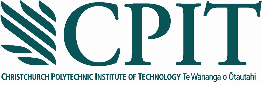 CPIT
CHRISTCHURCH POLYTECHNIC INSTITUTE OF TECHNOLOGY Te Wānanga o Ōtautahi